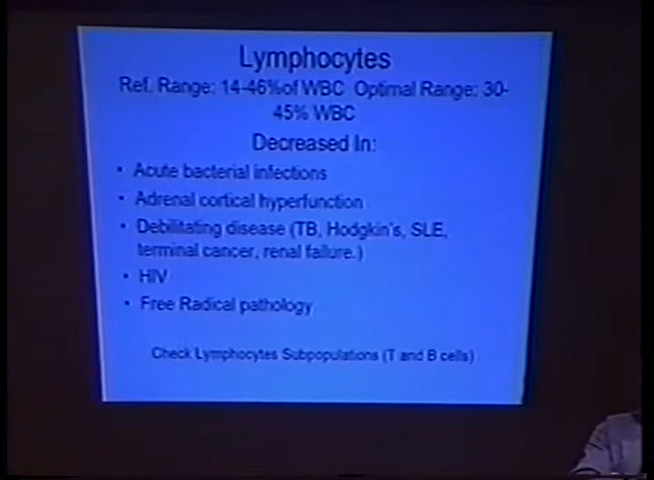 Lymphocytes
Ref. Range: 14-46%of WBC Optimal Range: 30-
45% WBC
Decreased In:
• Acute bacterial infections
• Adrenal cortical hyperfunction
• Debilitating disease (TB, Hodgkin's, SLE,
terminal cancer, renal failure.)
• HIV
• Free Radical pathology
Check Lymphocytes Subpopulations (T and B cells)